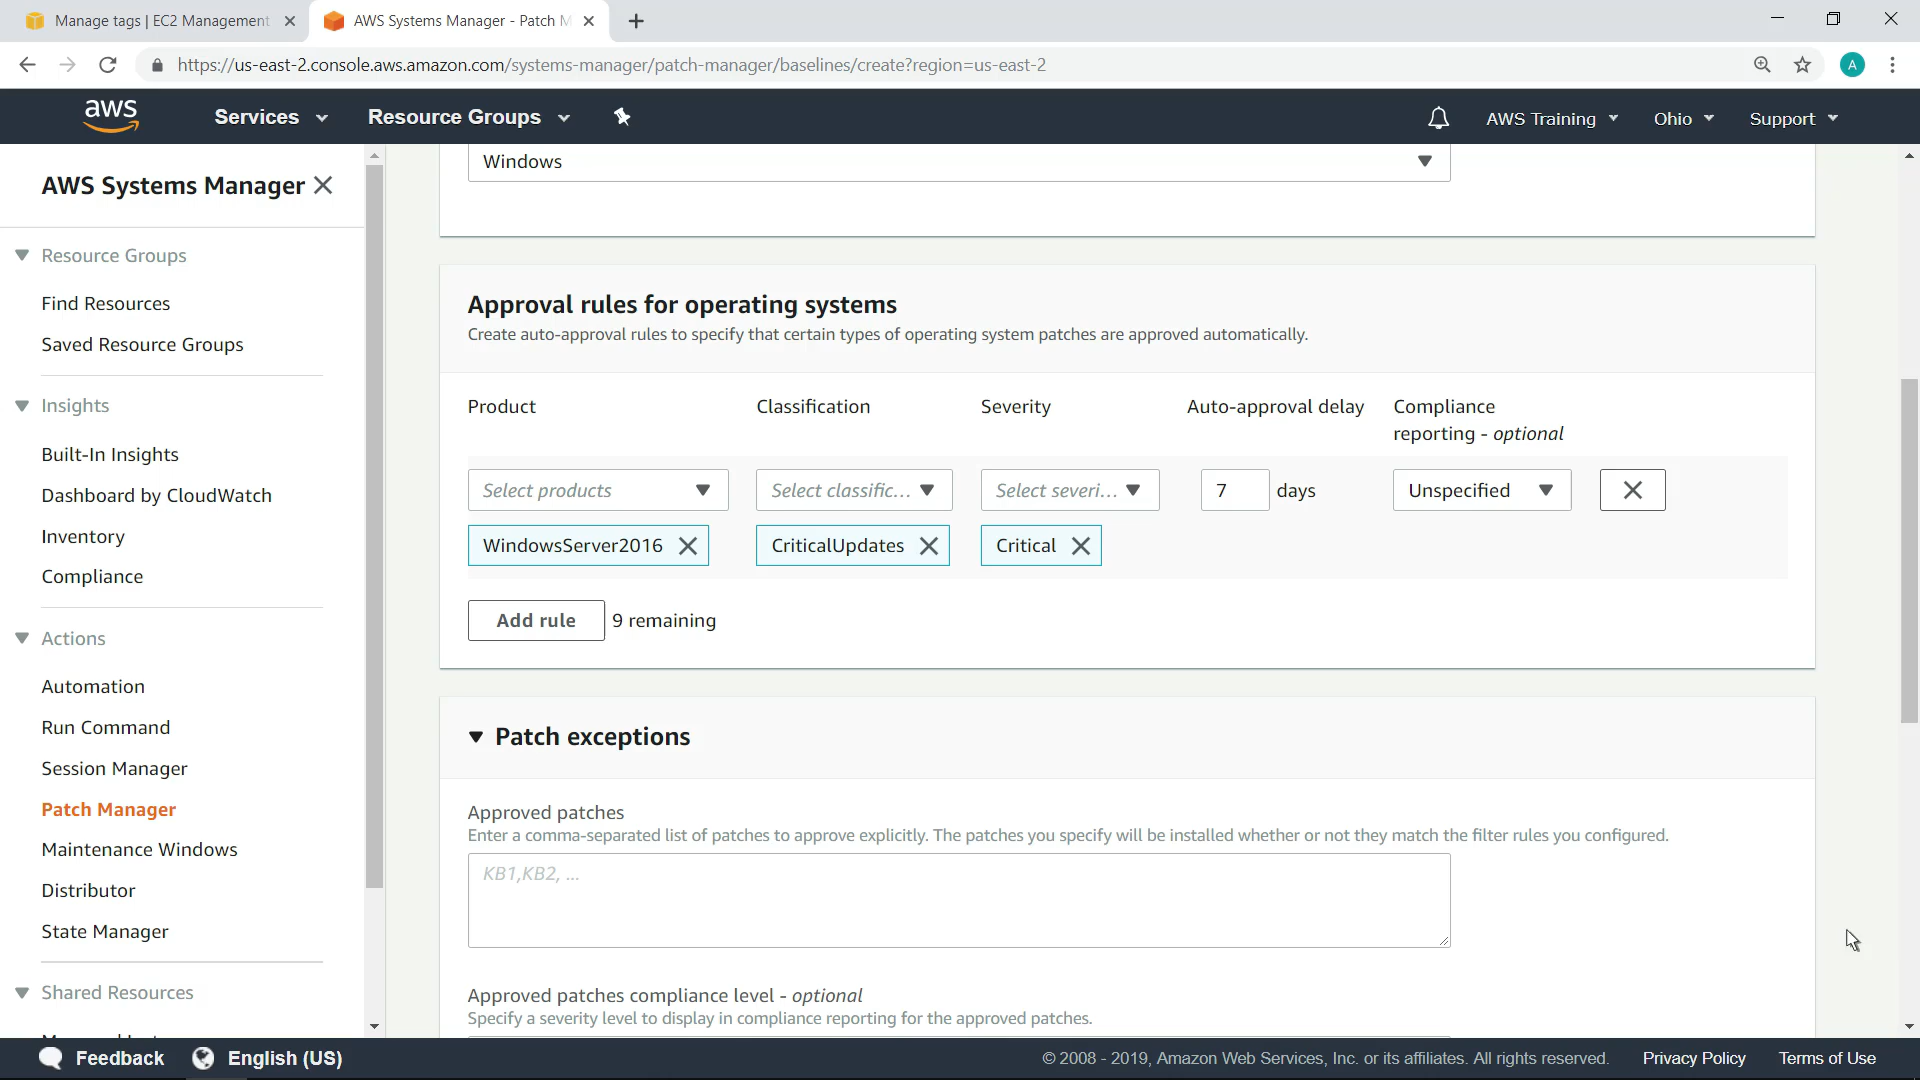 Manage tags | EC2 Management
AWS Systems Manager - Patch M
https://us-east-2.console.aws.amazon.com/systems-manager/patch-manager/baselines/create?region=us-east-2
A
aws
Services
Resource Groups
AWS Training
Ohio
Support
AWS Systems Manager
Resource Groups
Find Resources
Saved Resource Groups
Insights
Built-In Insights
Dashboard by CloudWatch
Inventory
Compliance
Actions
Automation
Run Command
Session Manager
Patch Manager
Maintenance Windows
Distributor
State Manager
Shared Resources
Windows
Approval rules for operating systems
Create auto-approval rules to specify that certain types of operating system patches are approved automatically.
Product
Classification
Severity
Auto-approval delay
Compliance
reporting - optional
Select products
Select classific...
Select severi...
7
days
Unspecified
WindowsServer2016
CriticalUpdates
Critical
Add rule
9 remaining
Patch exceptions
Approved patches
Enter a comma-separated list of patches to approve explicitly. The patches you specify will be installed whether or not they match the filter rules you configured.
KB1,KB2, ...
Approved patches compliance level - optional
Specify a severity level to display in compliance reporting for the approved patches.
Feedback
English (US)
© 2008 - 2019, Amazon Web Services, Inc. or its affiliates. All rights reserved.
Privacy Policy
Terms of Use